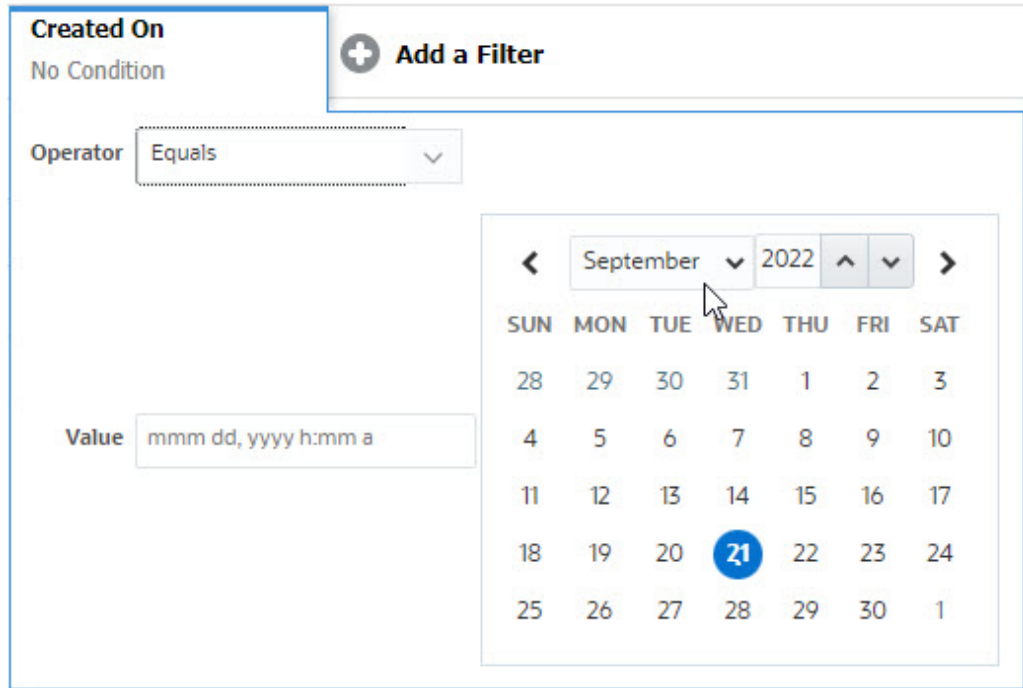 Created On
No Condition
Add a Filter
Operator Equals
September 2022
SUN MON TUE WED THU FRI SAT
28 29 30 31 1 2 3
Value mmm dd, yyyy h:mm a
4 5 6 7 8 9 10
11 12 13 14 15 16 17
18 19 20 21 22 23 24
25 26 27 28 29 30 1